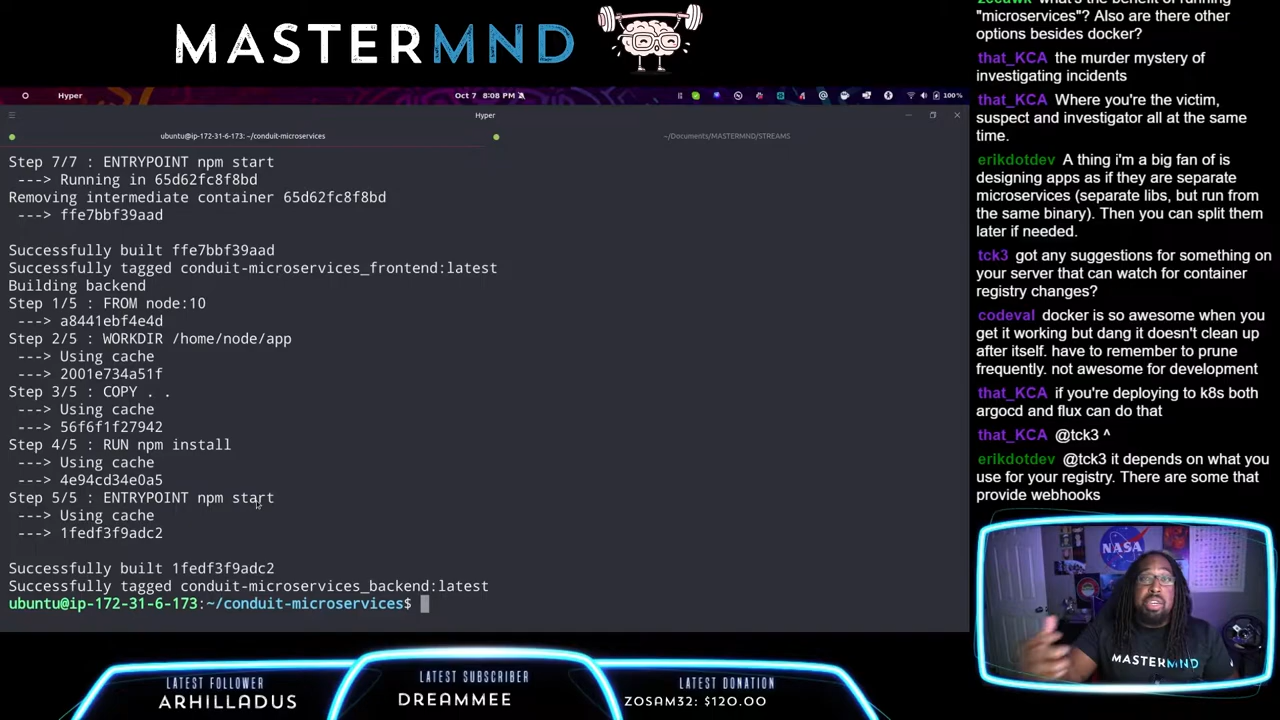 MASTERMND
Hyper
Oct 7 8:08 PM
100%
Hyper
ubuntu@ip-172-31-6-173: ~/conduit-microservices
~/Documents/MASTERMND/STREAMS
Step 7/7 : ENTRYPOINT npm start
---> Running in 65d62fc8f8bd
Removing intermediate container 65d62fc8f8bd
---> ffe7bbf39aad
Successfully built ffe7bbf39aad
Successfully tagged conduit-microservices_frontend:latest
Building backend
Step 1/5 : FROM node:10
---> a8441ebf4e4d
Step 2/5 : WORKDIR /home/node/app
---> Using cache
---> 2001e734a51f
Step 3/5 : COPY . .
---> Using cache
---> 56f6f1f27942
Step 4/5 : RUN npm install
---> Using cache
---> 4e94cd34e0a5
Step 5/5 : ENTRYPOINT npm start
---> Using cache
---> 1fedf3f9adc2
Successfully built 1fedf3f9adc2
Successfully tagged conduit-microservices_backend:latest
ubuntu@ip-172-31-6-173:~/conduit-microservices$
what's the benefit of running
"microservices"? Also are there other
options besides docker?
that_KCA the murder mystery of
investigating incidents
that_KCA Where you're the victim,
suspect and investigator all at the same
time.
erikdotdev A thing i'm a big fan of is
designing apps as if they are separate
microservices (separate libs, but run from
the same binary). Then you can split them
later if needed.
tck3 got any suggestions for something on
your server that can watch for container
registry changes?
codeval docker is so awesome when you
get it working but dang it doesn't clean up
after itself. have to remember to prune
frequently. not awesome for development
that_KCA if you're deploying to k8s both
argocd and flux can do that
that_KCA @tck3 ^
erikdotdev @tck3 it depends on what you
use for your registry. There are some that
provide webhooks
NASA
MASTERMND
LATEST FOLLOWER
ARHILLADUS
LATEST SUBSCRIBER
DREAMMEE
LATEST DONATION
ZOSAM32: $120.00